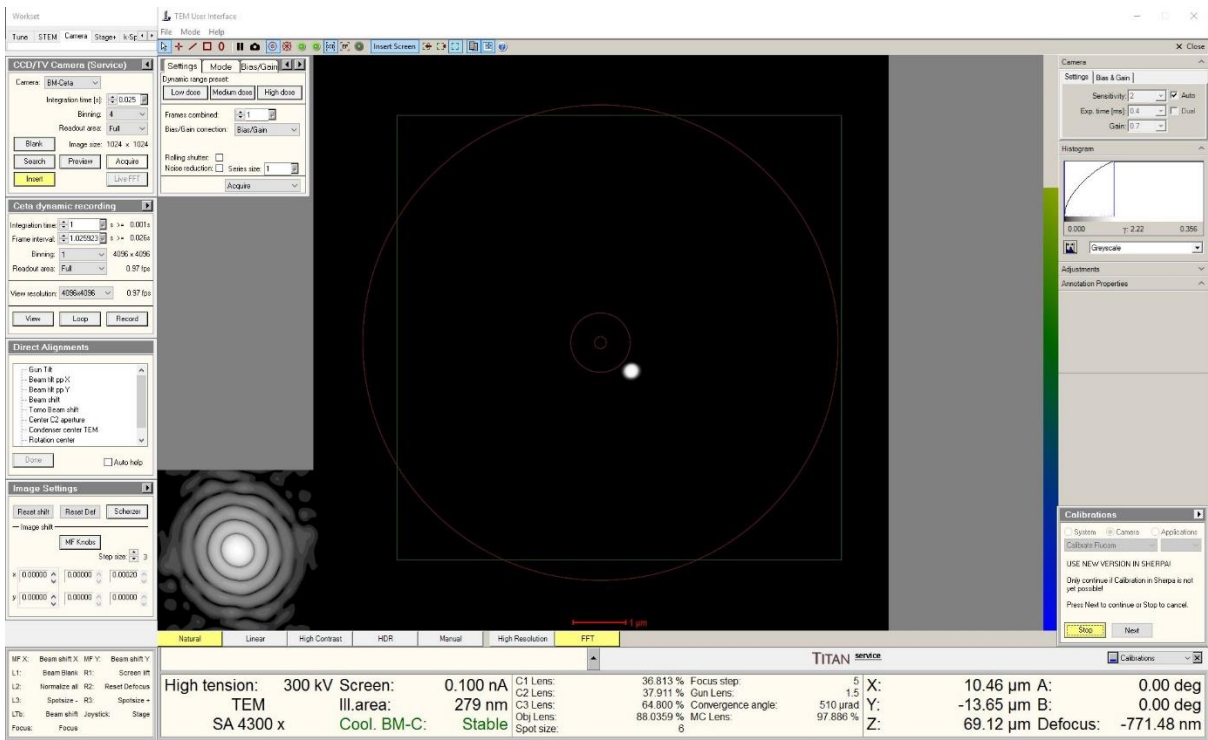 Workset
TEM User Interface
Tune STEM Camera Stage+ k-Sp
File Mode Help
Insert Screen
Close
CCD/TV Camera (Service)
Camera: BM-Ceta
Integration time [s]: 0.025
Binning: 4
Readout area: Full
Blank Image size: 1024 x 1024
Search Preview Acquire
Insert Live FFT
Settings Mode Bias/Gain
Dynamic range preset:
Low dose Medium dose High dose
Frames combined: 1
Bias/Gain correction: Bias/Gain
Rolling shutter:
Noise reduction: Series size: 1
Acquire
Ceta dynamic recording
Integration time: 1 s >= 0.001s
Frame interval: 1.025923 s >= 0.026s
Binning: 1 4096 x 4096
Readout area: Full 0.97 fps
View resolution: 4096x4096 0.97 fps
View Loop Record
Direct Alignments
Gun Tilt
Beam tilt pp X
Beam tilt pp Y
Beam shift
Tomo Beam shift
Center C2 aperture
Condenser center TEM
Rotation center
Done Auto help
Image Settings
Reset shift Reset Def Scherzer
Image shift
MF Knobs
Step size: 3
x 0.00000 0.00000 0.00020
y 0.00000 0.00000 0.00000
1 µm
Camera
Settings Bias & Gain
Sensitivity: 2 Auto
Exp. time [ms]: 0.4 Dual
Gain: 0.7
Histogram
0.000 γ: 2.22 0.356
Greyscale
Adjustments
Annotation Properties
Calibrations
System Camera Applications
Calibrate Flucam
USE NEW VERSION IN SHERPA!
Only continue if Calibration in Sherpa is not
yet possible!
Press Next to continue or Stop to cancel.
Stop Next
Natural Linear High Contrast HDR Manual High Resolution FFT
TITAN service
Calibrations
MF X: Beam shift X MF Y: Beam shift Y
L1: Beam Blank R1: Screen lift
L2: Normalize all R2: Reset Defocus
L3: Spotsize - R3: Spotsize +
LTb: Beam shift Joystick: Stage
Focus: Focus
High tension: 300 kV Screen: 0.100 nA
TEM Ill.area: 279 nm
SA 4300 x Cool. BM-C: Stable
C1 Lens: 36.813 % Focus step: 5
C2 Lens: 37.911 % Gun Lens: 1.5
C3 Lens: 64.800 % Convergence angle: 510 µrad
Obj Lens: 88.0359 % MC Lens: 97.886 %
Spot size: 6
X: 10.46 µm A: 0.00 deg
Y: -13.65 µm B: 0.00 deg
Z: 69.12 µm Defocus: -771.48 nm